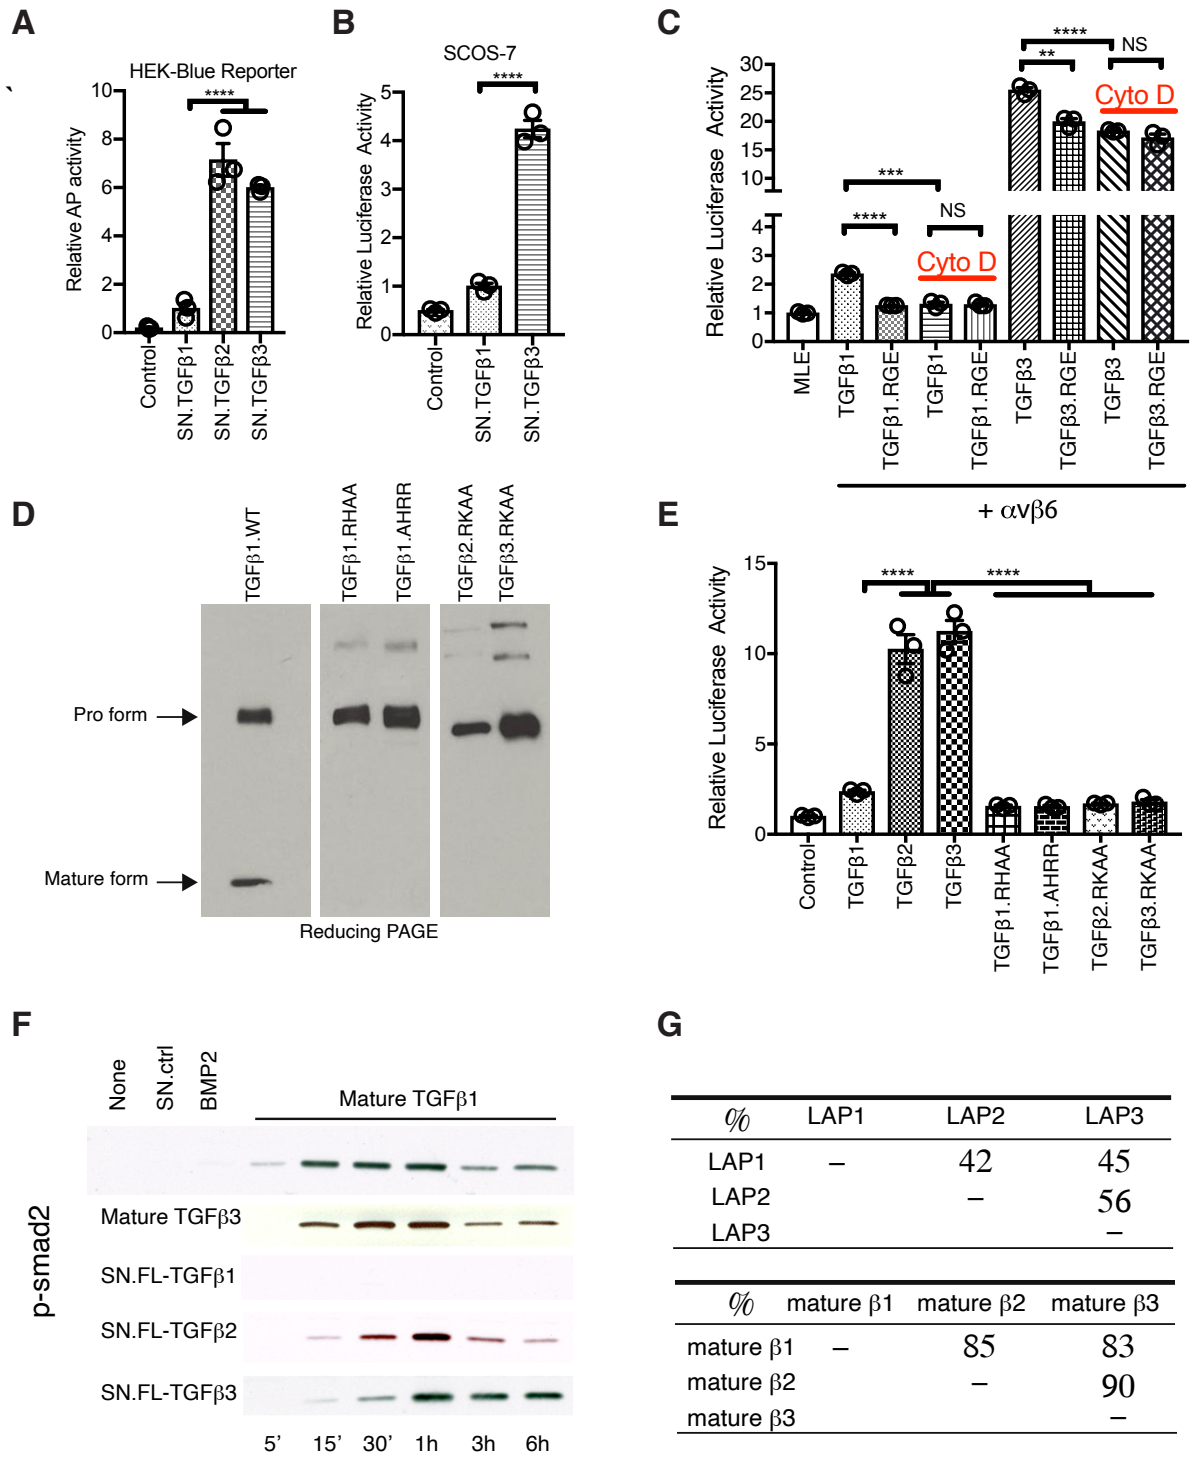 A
HEK-Blue Reporter
****
Relative AP activity
10
8
6
4
2
0
Control
SN.TGFβ1
SN.TGFβ2
SN.TGFβ3
B
SCOS-7
****
Relative Luciferase Activity
5
4
3
2
1
0
Control
SN.TGFβ1
SN.TGFβ3
C
****
** NS
Cyto D
***
**** NS
Cyto D
Relative Luciferase Activity
30
25
20
15
10
4
3
2
1
0
MLE
TGFβ1
TGFβ1.RGE
TGFβ1
TGFβ1.RGE
TGFβ3
TGFβ3.RGE
TGFβ3
TGFβ3.RGE
+ αvβ6
D
TGFβ1.WT
TGFβ1.RHAA
TGFβ1.AHRR
TGFβ2.RKAA
TGFβ3.RKAA
Pro form
Mature form
Reducing PAGE
E
**** ****
Relative Luciferase Activity
15
10
5
0
Control
TGFβ1
TGFβ2
TGFβ3
TGFβ1.RHAA
TGFβ1.AHRR
TGFβ2.RKAA
TGFβ3.RKAA
F
None
SN.ctrl
BMP2
Mature TGFβ1
p-smad2
Mature TGFβ3
SN.FL-TGFβ1
SN.FL-TGFβ2
SN.FL-TGFβ3
5’ 15’ 30’ 1h 3h 6h
G
% LAP1 LAP2 LAP3
LAP1 – 42 45
LAP2 – 56
LAP3 –
% mature β1 mature β2 mature β3
mature β1 – 85 83
mature β2 – 90
mature β3 –